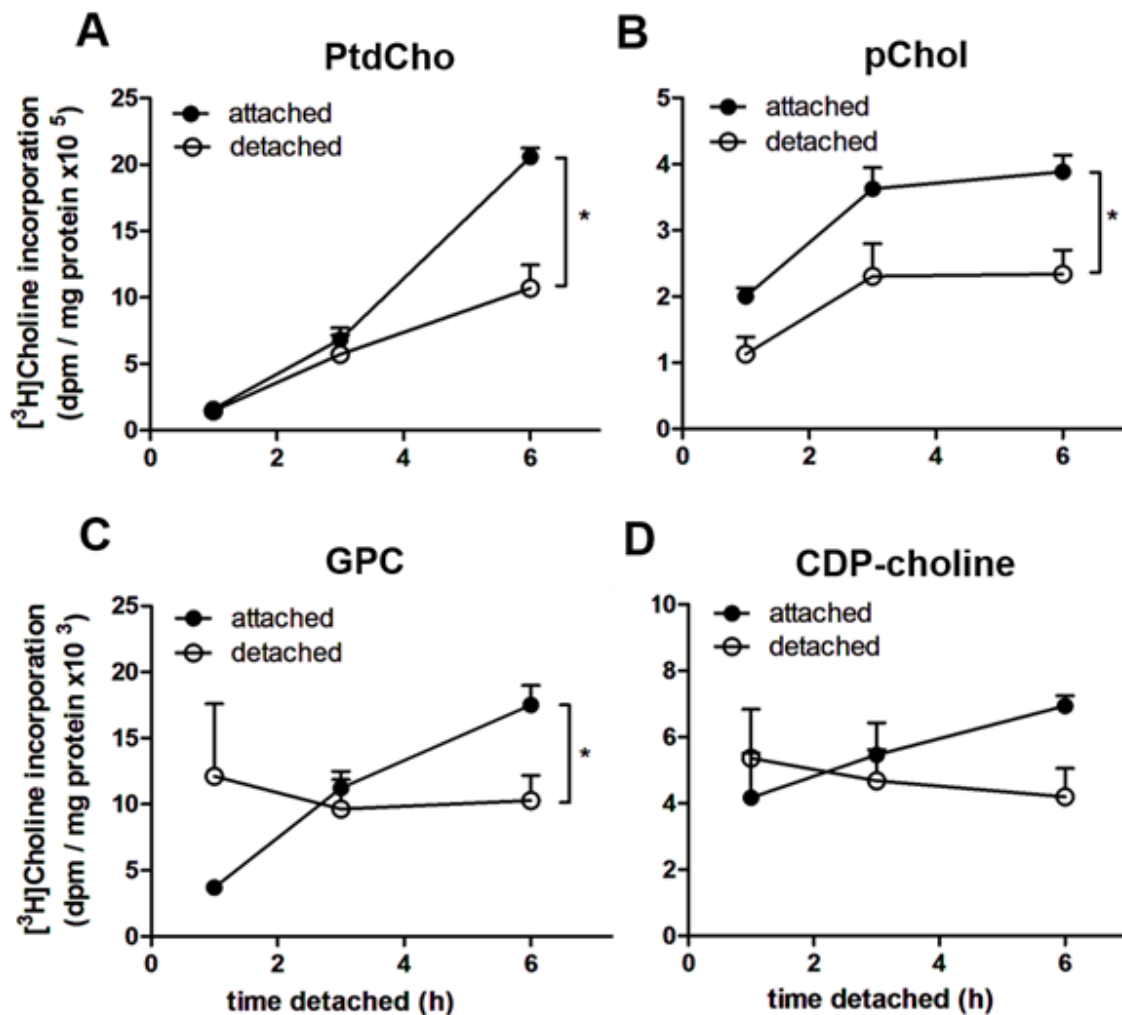 A
PtdCho
[³H]Choline incorporation
(dpm / mg protein x10 ⁵)
25
20
15
10
5
0
attached
detached
*
0 2 4 6
B
pChol
5
4
3
2
1
0
attached
detached
*
0 2 4 6
C
GPC
[³H]Choline incorporation
(dpm / mg protein x10 ³)
25
20
15
10
5
0
attached
detached
*
0 2 4 6
time detached (h)
D
CDP-choline
10
8
6
4
2
0
attached
detached
0 2 4 6
time detached (h)